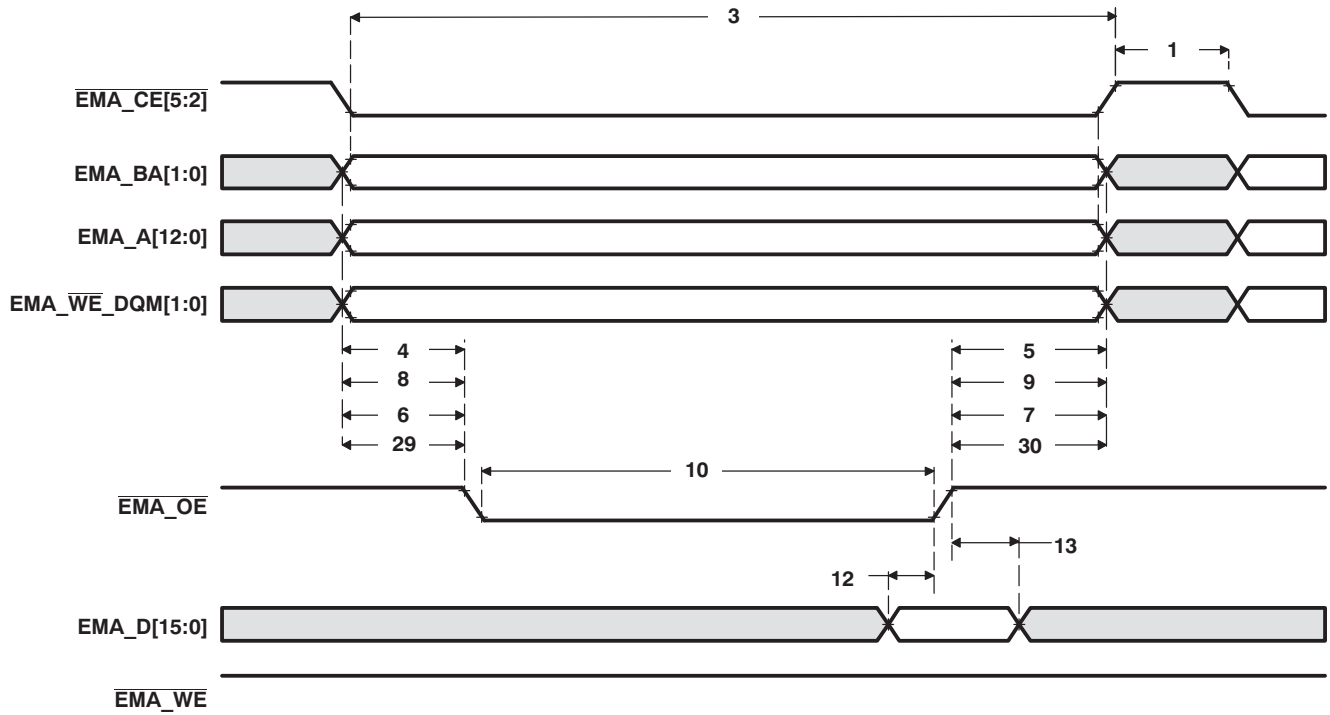 3
1
EMA_CE[5:2]
EMA_BA[1:0]
EMA_A[12:0]
EMA_WE_DQM[1:0]
4 5
8 9
6 7
29 30
10
EMA_OE
13
12
EMA_D[15:0]
EMA_WE